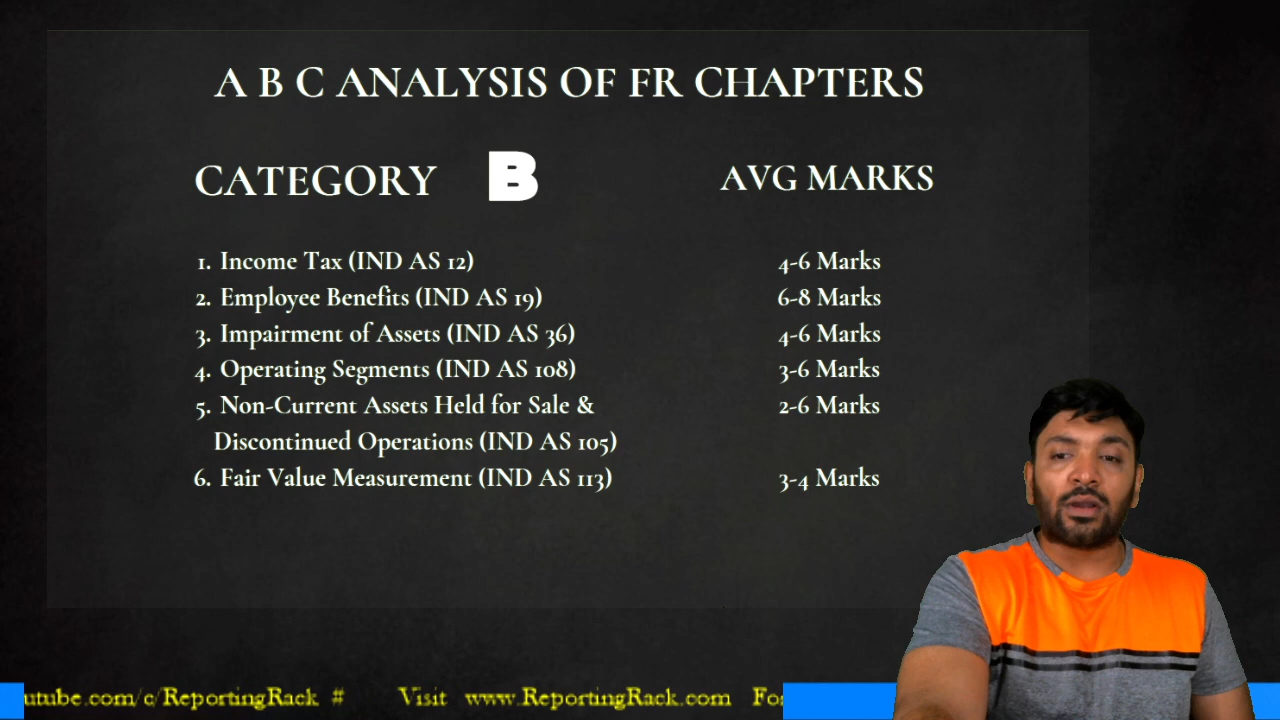 A B C ANALYSIS OF FR CHAPTERS
CATEGORY B AVG MARKS
1. Income Tax (IND AS 12) 4-6 Marks
2. Employee Benefits (IND AS 19) 6-8 Marks
3. Impairment of Assets (IND AS 36) 4-6 Marks
4. Operating Segments (IND AS 108) 3-6 Marks
5. Non-Current Assets Held for Sale & 2-6 Marks
Discontinued Operations (IND AS 105)
6. Fair Value Measurement (IND AS 113) 3-4 Marks
utube.com/c/ReportingRack # Visit www.ReportingRack.com For